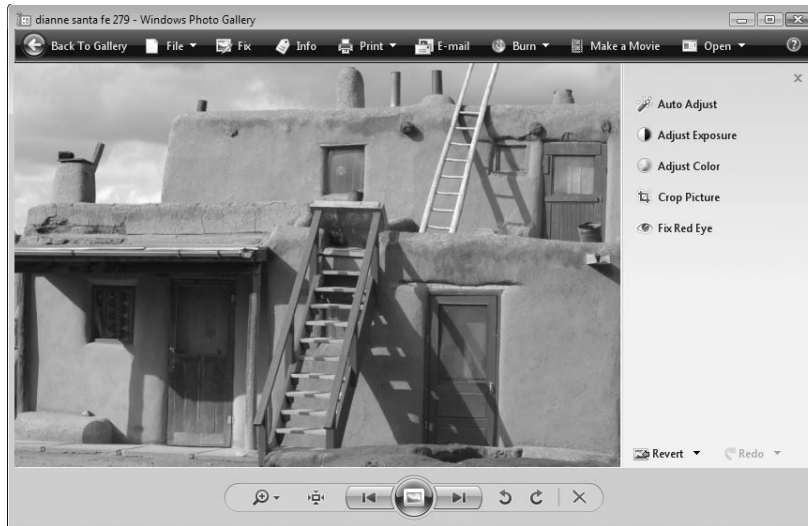 dianne santa fe 279 - Windows Photo Gallery
Back To Gallery File Fix Info Print E-mail Burn Make a Movie Open
Auto Adjust
Adjust Exposure
Adjust Color
Crop Picture
Fix Red Eye
Revert Redo